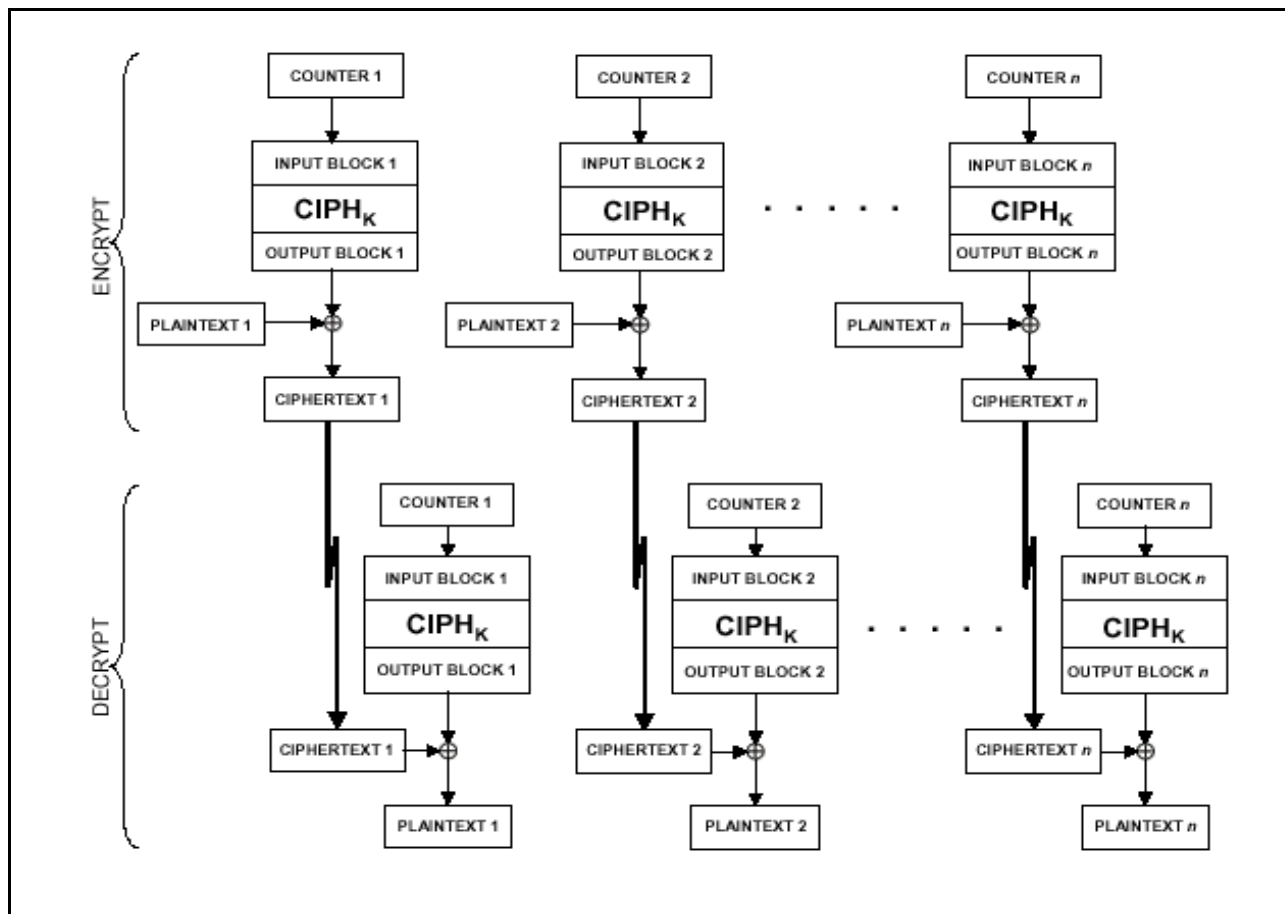 ENCRYPT
COUNTER 1
COUNTER 2
COUNTER n
INPUT BLOCK 1
INPUT BLOCK 2
INPUT BLOCK n
CIPHK
CIPHK
. . . . .
CIPHK
OUTPUT BLOCK 1
OUTPUT BLOCK 2
OUTPUT BLOCK n
PLAINTEXT 1
PLAINTEXT 2
PLAINTEXT n
CIPHERTEXT 1
CIPHERTEXT 2
CIPHERTEXT n
DECRYPT
COUNTER 1
COUNTER 2
COUNTER n
INPUT BLOCK 1
INPUT BLOCK 2
INPUT BLOCK n
CIPHK
CIPHK
. . . . .
CIPHK
OUTPUT BLOCK 1
OUTPUT BLOCK 2
OUTPUT BLOCK n
CIPHERTEXT 1
CIPHERTEXT 2
CIPHERTEXT n
PLAINTEXT 1
PLAINTEXT 2
PLAINTEXT n